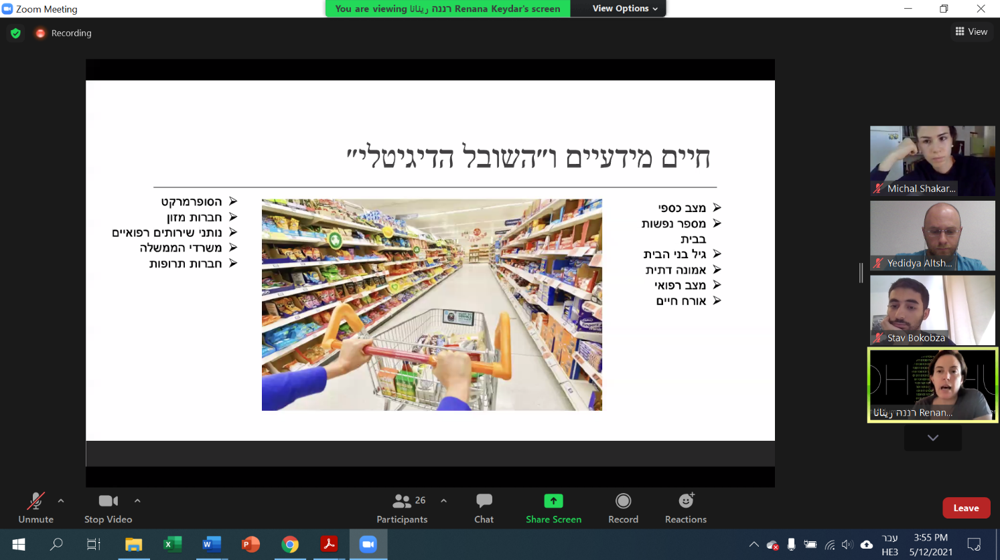 Zoom Meeting
You are viewing רננה رينانا Renana Keydar's screen
View Options
Recording
View
חיים מידעיים ו"השובל הדיגיטלי"
מצב כספי
מספר נפשות
בבית
גיל בני הבית
אמונה דתית
מצב רפואי
אורח חיים
הסופרמרקט
חברות מזון
נותני שירותים רפואיים
משרדי הממשלה
חברות תרופות
Michal Shakar...
Yedidya Altsh...
Stav Bokobza
רננה رينانا Renan...
Unmute
Stop Video
26
Participants
Chat
Share Screen
Record
Reactions
Leave
עבר
HE3
3:55 PM
5/12/2021